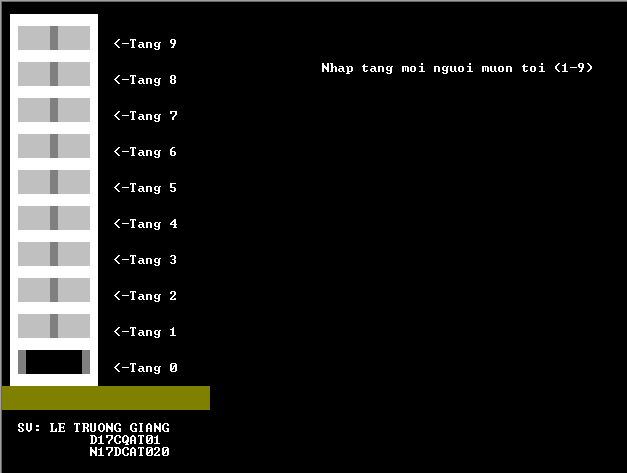 <-Tang 9
Nhap tang moi nguoi muon toi (1-9)
<-Tang 8
<-Tang 7
<-Tang 6
<-Tang 5
<-Tang 4
<-Tang 3
<-Tang 2
<-Tang 1
<-Tang 0
SV: LE TRUONG GIANG
D17CQAT01
N17DCAT020